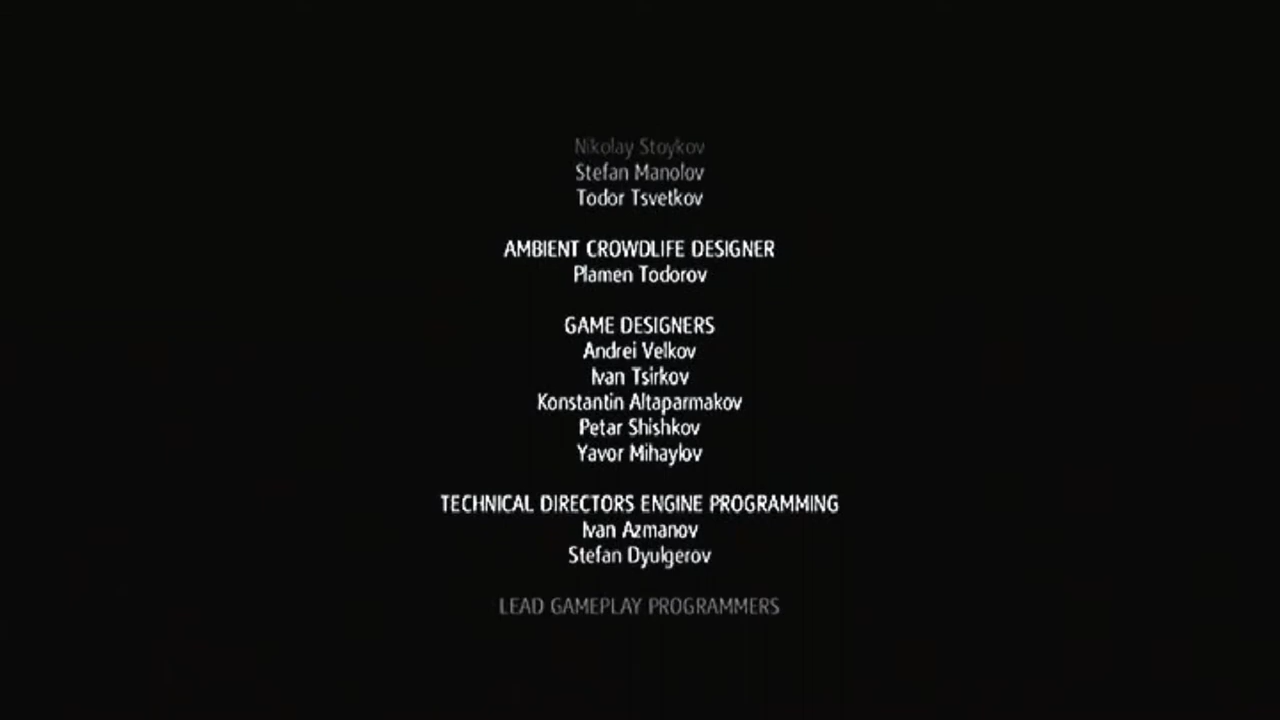 Nikolay Stoykov
Stefan Manolov
Todor Tsvetkov
AMBIENT CROWDLIFE DESIGNER
Plamen Todorov
GAME DESIGNERS
Andrei Velkov
Ivan Tsirkov
Konstantin Altaparmakov
Petar Shishkov
Yavor Mihaylov
TECHNICAL DIRECTORS ENGINE PROGRAMMING
Ivan Azmanov
Stefan Dyulgerov
LEAD GAMEPLAY PROGRAMMERS